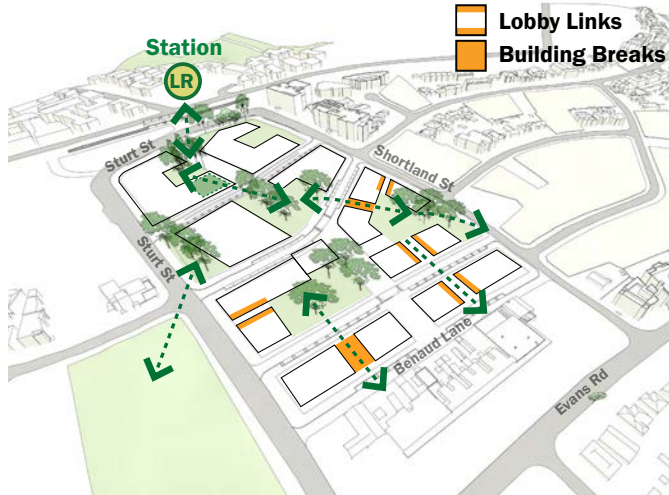 Lobby Links
Building Breaks
Station
LR
Sturt St
Shortland St
Sturt St
Benaud Lane
Evans Rd